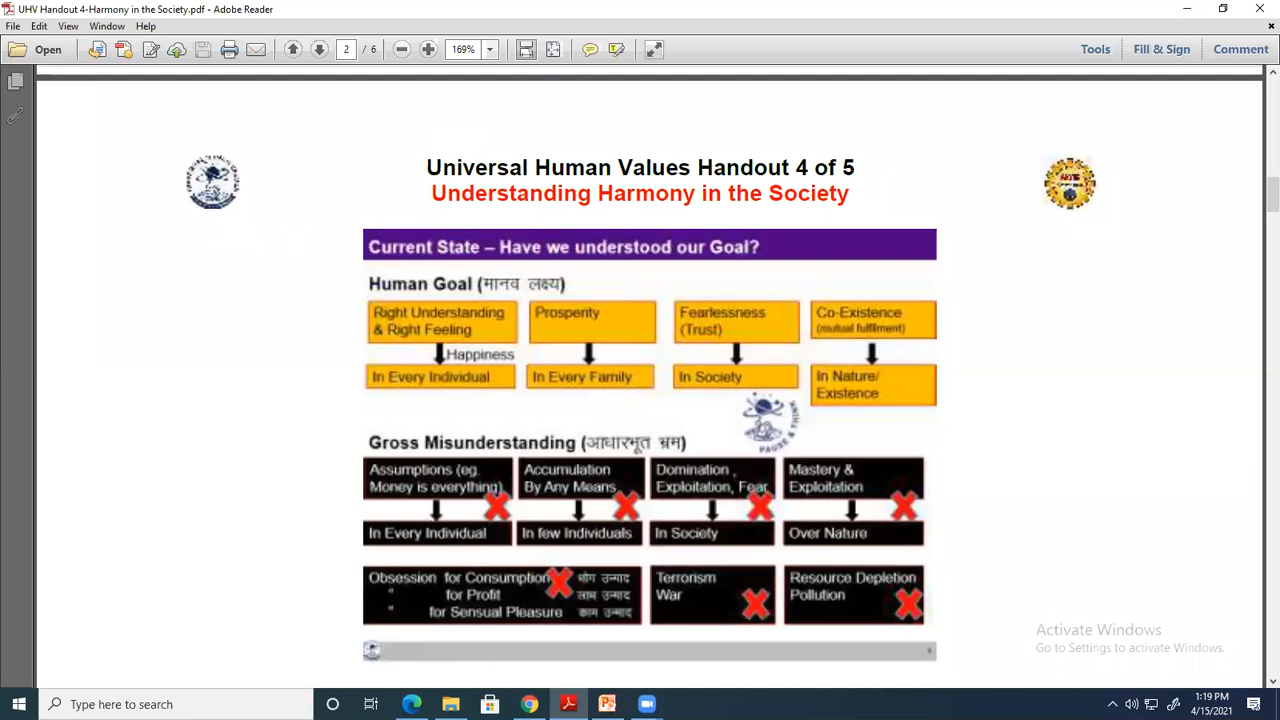 UHV Handout 4-Harmony in the Society.pdf - Adobe Reader
File Edit View Window Help
Open 2 / 6 169% Tools Fill & Sign Comment
Universal Human Values Handout 4 of 5
Understanding Harmony in the Society
Current State – Have we understood our Goal?
Human Goal (मानव लक्ष्य)
Right Understanding
& Right Feeling
Prosperity
Fearlessness
(Trust)
Co-Existence
(mutual fulfilment)
Happiness
In Every Individual
In Every Family
In Society
In Nature/
Existence
PAUSE & THINK
Gross Misunderstanding (आधारभूत भ्रम)
Assumptions (eg.
Money is everything)
Accumulation
By Any Means
Domination ,
Exploitation, Fear
Mastery &
Exploitation
In Every Individual
In few Individuals
In Society
Over Nature
Obsession for Consumption भोग उन्माद
" for Profit लाभ उन्माद
" for Sensual Pleasure काम उन्माद
Terrorism
War
Resource Depletion
Pollution
Activate Windows
Go to Settings to activate Windows.
Type here to search
1:19 PM
4/15/2021